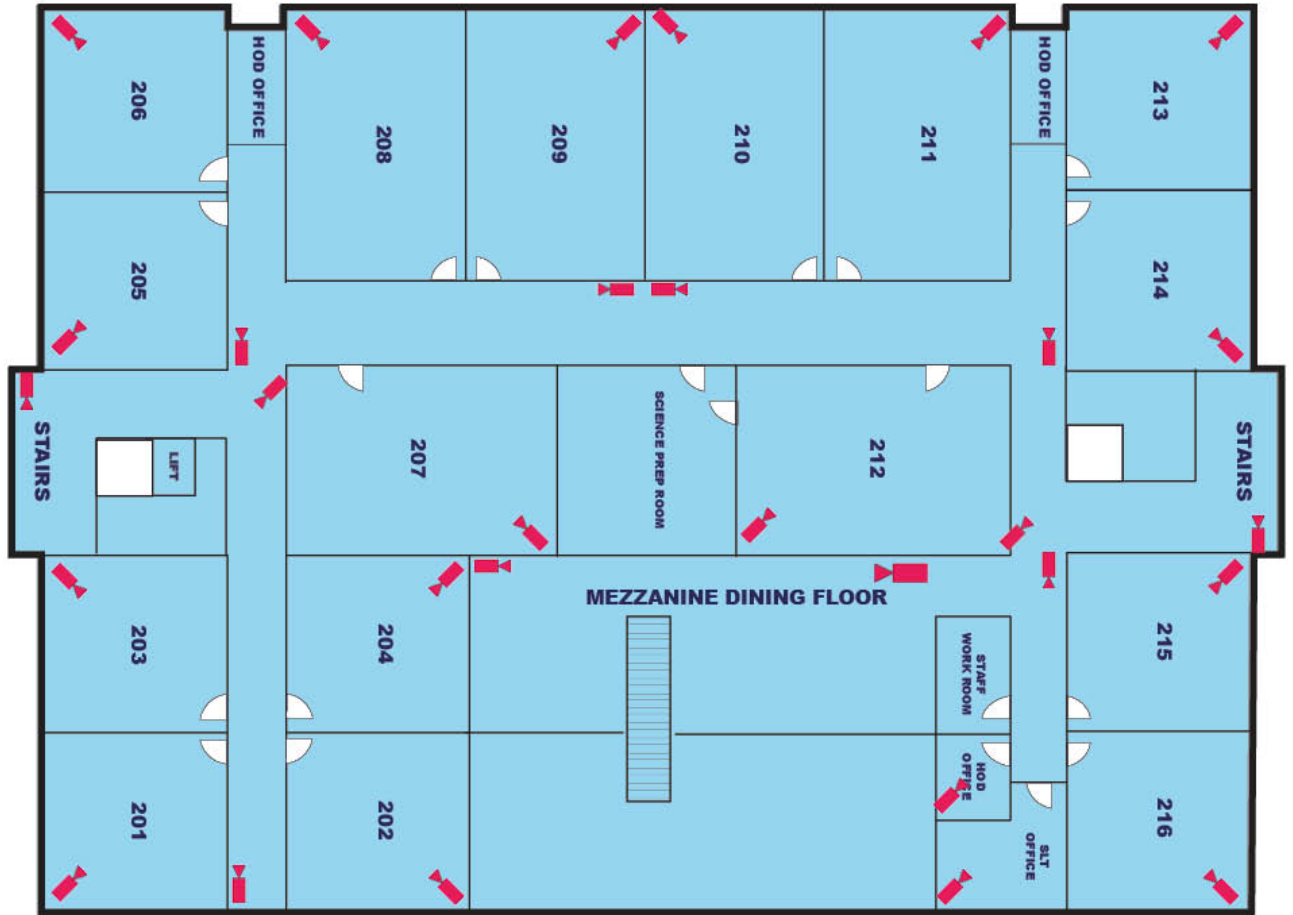 206
HOD OFFICE
208
209
210
211
HOD OFFICE
213
205
214
STAIRS
LIFT
207
SCIENCE PREP ROOM
212
STAIRS
MEZZANINE DINING FLOOR
203
204
STAFF
WORK ROOM
215
201
202
HOD
OFFICE
SLT
OFFICE
216